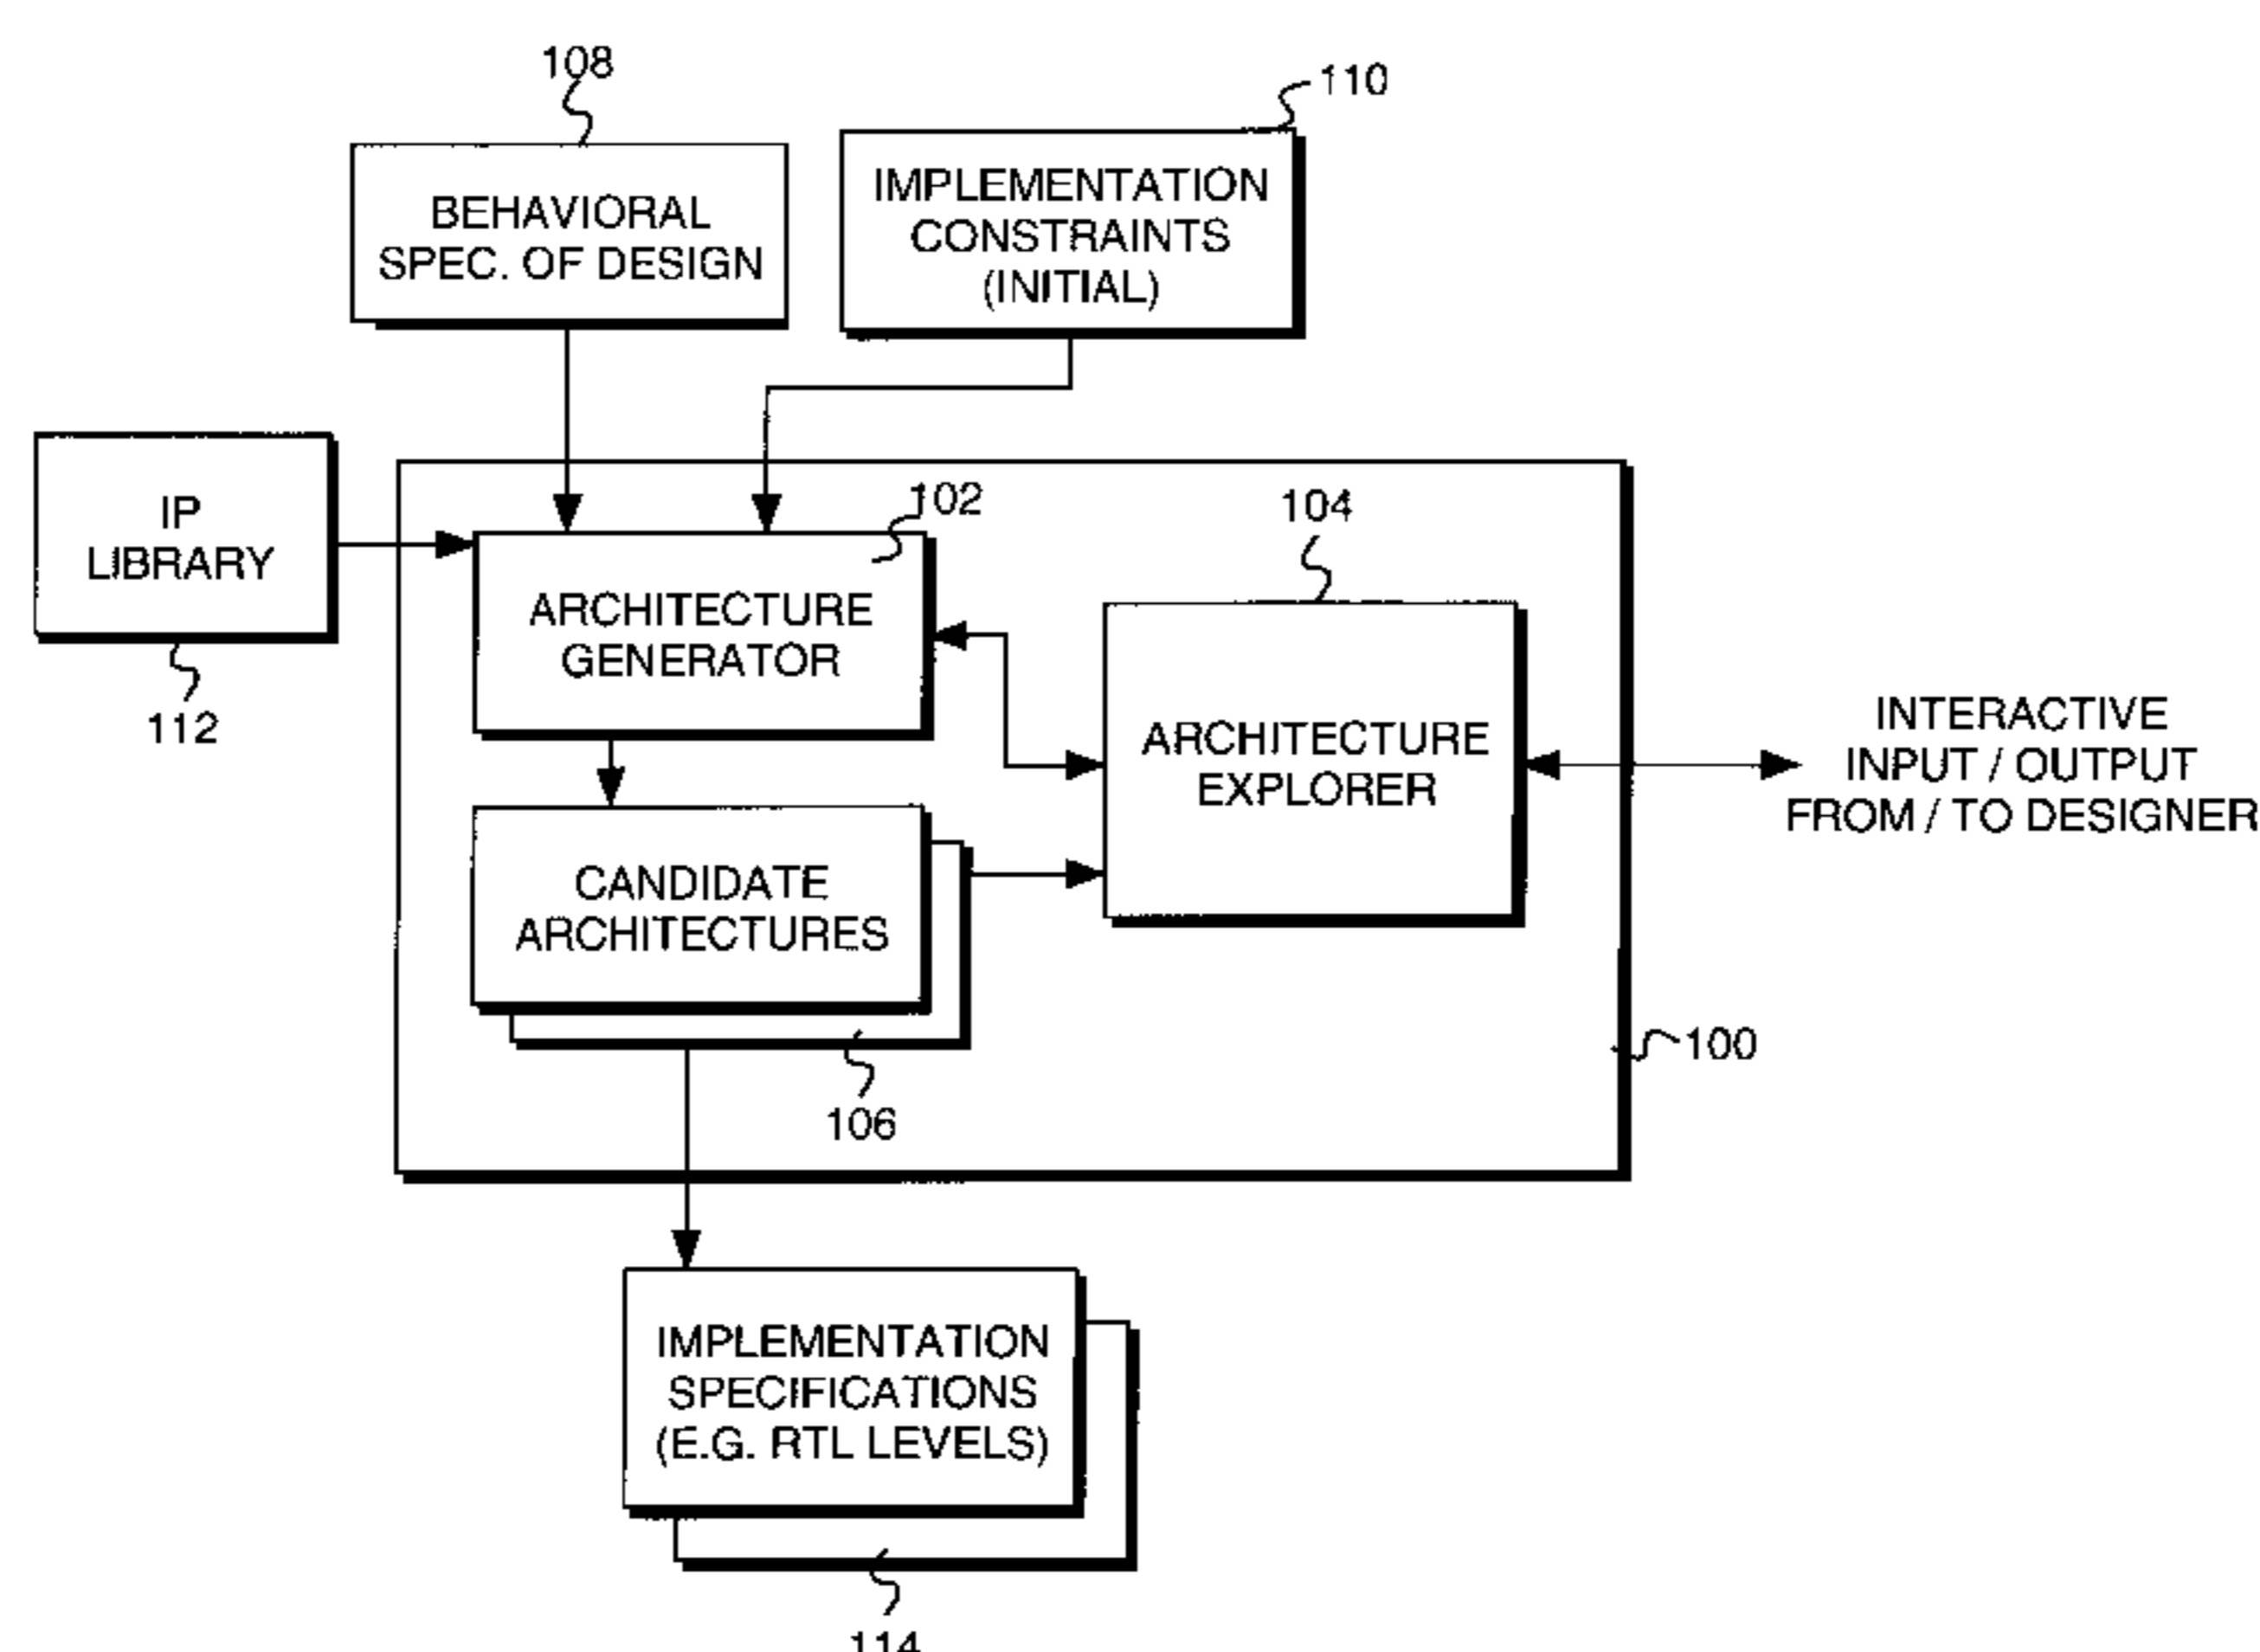 108
110
BEHAVIORAL
SPEC. OF DESIGN
IMPLEMENTATION
CONSTRAINTS
(INITIAL)
IP
LIBRARY
112
102
104
ARCHITECTURE
GENERATOR
ARCHITECTURE
EXPLORER
INTERACTIVE
INPUT / OUTPUT
FROM / TO DESIGNER
CANDIDATE
ARCHITECTURES
106
100
IMPLEMENTATION
SPECIFICATIONS
(E.G. RTL LEVELS)
114